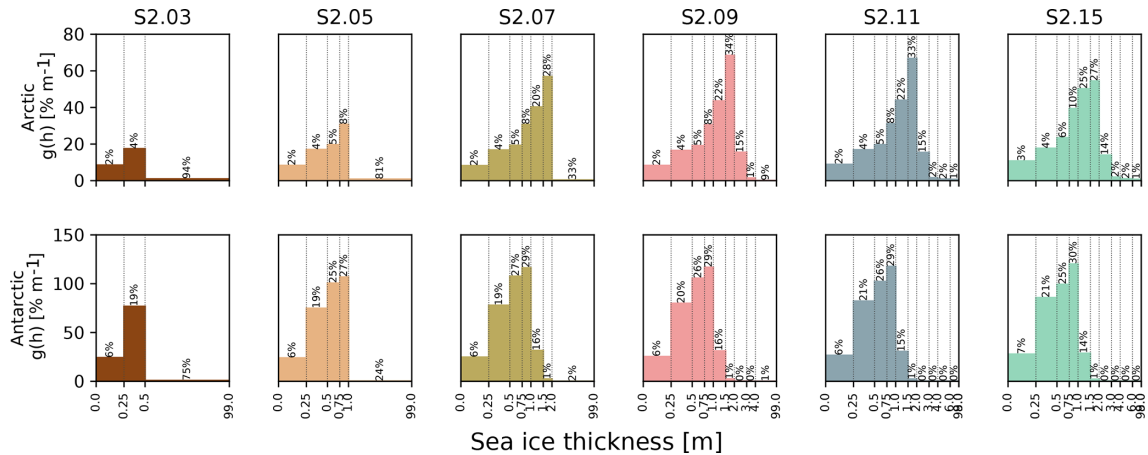 S2.03 S2.05 S2.07 S2.09 S2.11 S2.15
Arctic
g(h) [% m-1]
80
60
40
20
0
2% 4% 94%
2% 4% 5% 8% 81%
2% 4% 5% 8% 20% 28% 33%
2% 4% 5% 8% 22% 34% 15% 1% 9%
2% 4% 5% 8% 22% 33% 15% 2% 2% 1%
3% 4% 6% 10% 25% 27% 14% 2% 2% 1%
Antarctic
g(h) [% m-1]
150
100
50
0
6% 19% 75%
6% 19% 25% 27% 24%
6% 19% 27% 29% 16% 1% 2%
6% 20% 26% 29% 16% 1% 0% 0% 1%
6% 21% 26% 29% 15% 1% 0% 0% 0% 0%
7% 21% 25% 30% 14% 1% 0% 0% 0% 0%
0.0 0.25 0.5 99.0
0.0 0.25 0.5 0.75 1.0 99.0
0.0 0.25 0.5 0.75 1.0 1.5 2.0 99.0
0.0 0.25 0.5 0.75 1.0 1.5 2.0 3.0 4.0 99.0
0.0 0.25 0.5 0.75 1.0 1.5 2.0 3.0 4.0 6.0
0.0 0.25 0.5 0.75 1.0 1.5 2.0 3.0 4.0 6.0
Sea ice thickness [m]